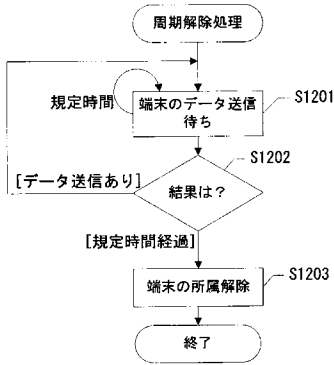 周期解除処理
規定時間
端末のデータ送信
待ち
S1201
S1202
[データ送信あり]
結果は？
[規定時間経過]
S1203
端末の所属解除
終了